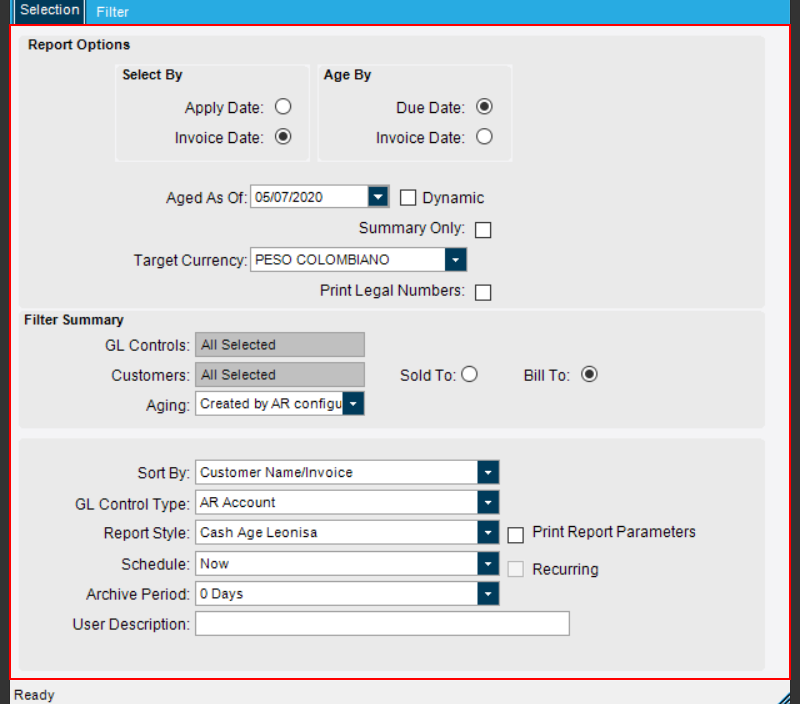 Selection Filter
Report Options
Select By Age By
Apply Date: Due Date:
Invoice Date: Invoice Date:
Aged As Of: 05/07/2020 Dynamic
Summary Only:
Target Currency: PESO COLOMBIANO
Print Legal Numbers:
Filter Summary
GL Controls: All Selected
Customers: All Selected Sold To: Bill To:
Aging: Created by AR configu
Sort By: Customer Name/Invoice
GL Control Type: AR Account
Report Style: Cash Age Leonisa Print Report Parameters
Schedule: Now Recurring
Archive Period: 0 Days
User Description:
Ready